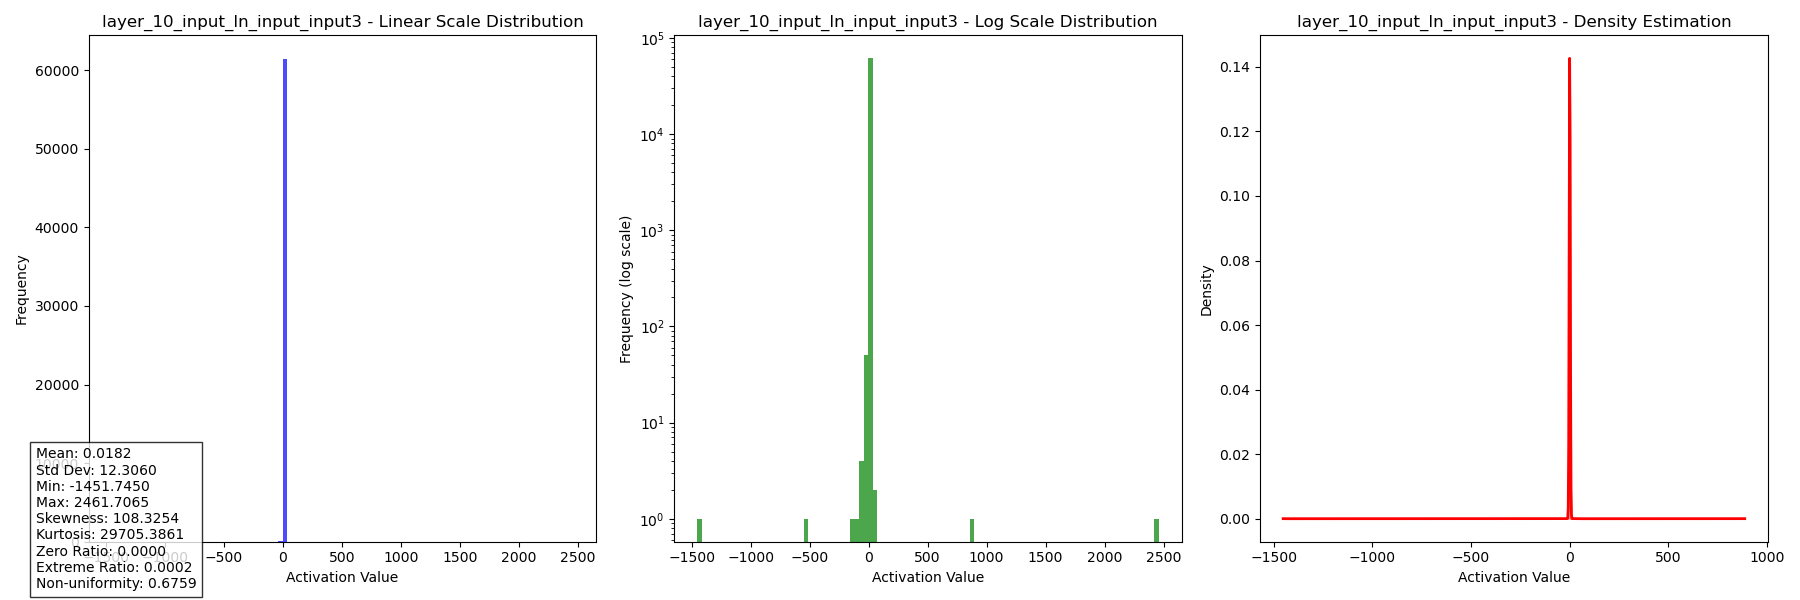 layer_10_input_ln_input_input3 - Linear Scale Distribution
60000
50000
40000
30000
20000
10000
0
Frequency
−1500
−1000
−500
0
500
1000
1500
2000
2500
Activation Value
Mean: 0.0182
Std Dev: 12.3060
Min: -1451.7450
Max: 2461.7065
Skewness: 108.3254
Kurtosis: 29705.3861
Zero Ratio: 0.0000
Extreme Ratio: 0.0002
Non-uniformity: 0.6759
layer_10_input_ln_input_input3 - Log Scale Distribution
10⁵
10⁴
10³
10²
10¹
10⁰
Frequency (log scale)
−1500
−1000
−500
0
500
1000
1500
2000
2500
Activation Value
layer_10_input_ln_input_input3 - Density Estimation
0.14
0.12
0.10
0.08
0.06
0.04
0.02
0.00
Density
−1500
−1000
−500
0
500
1000
Activation Value